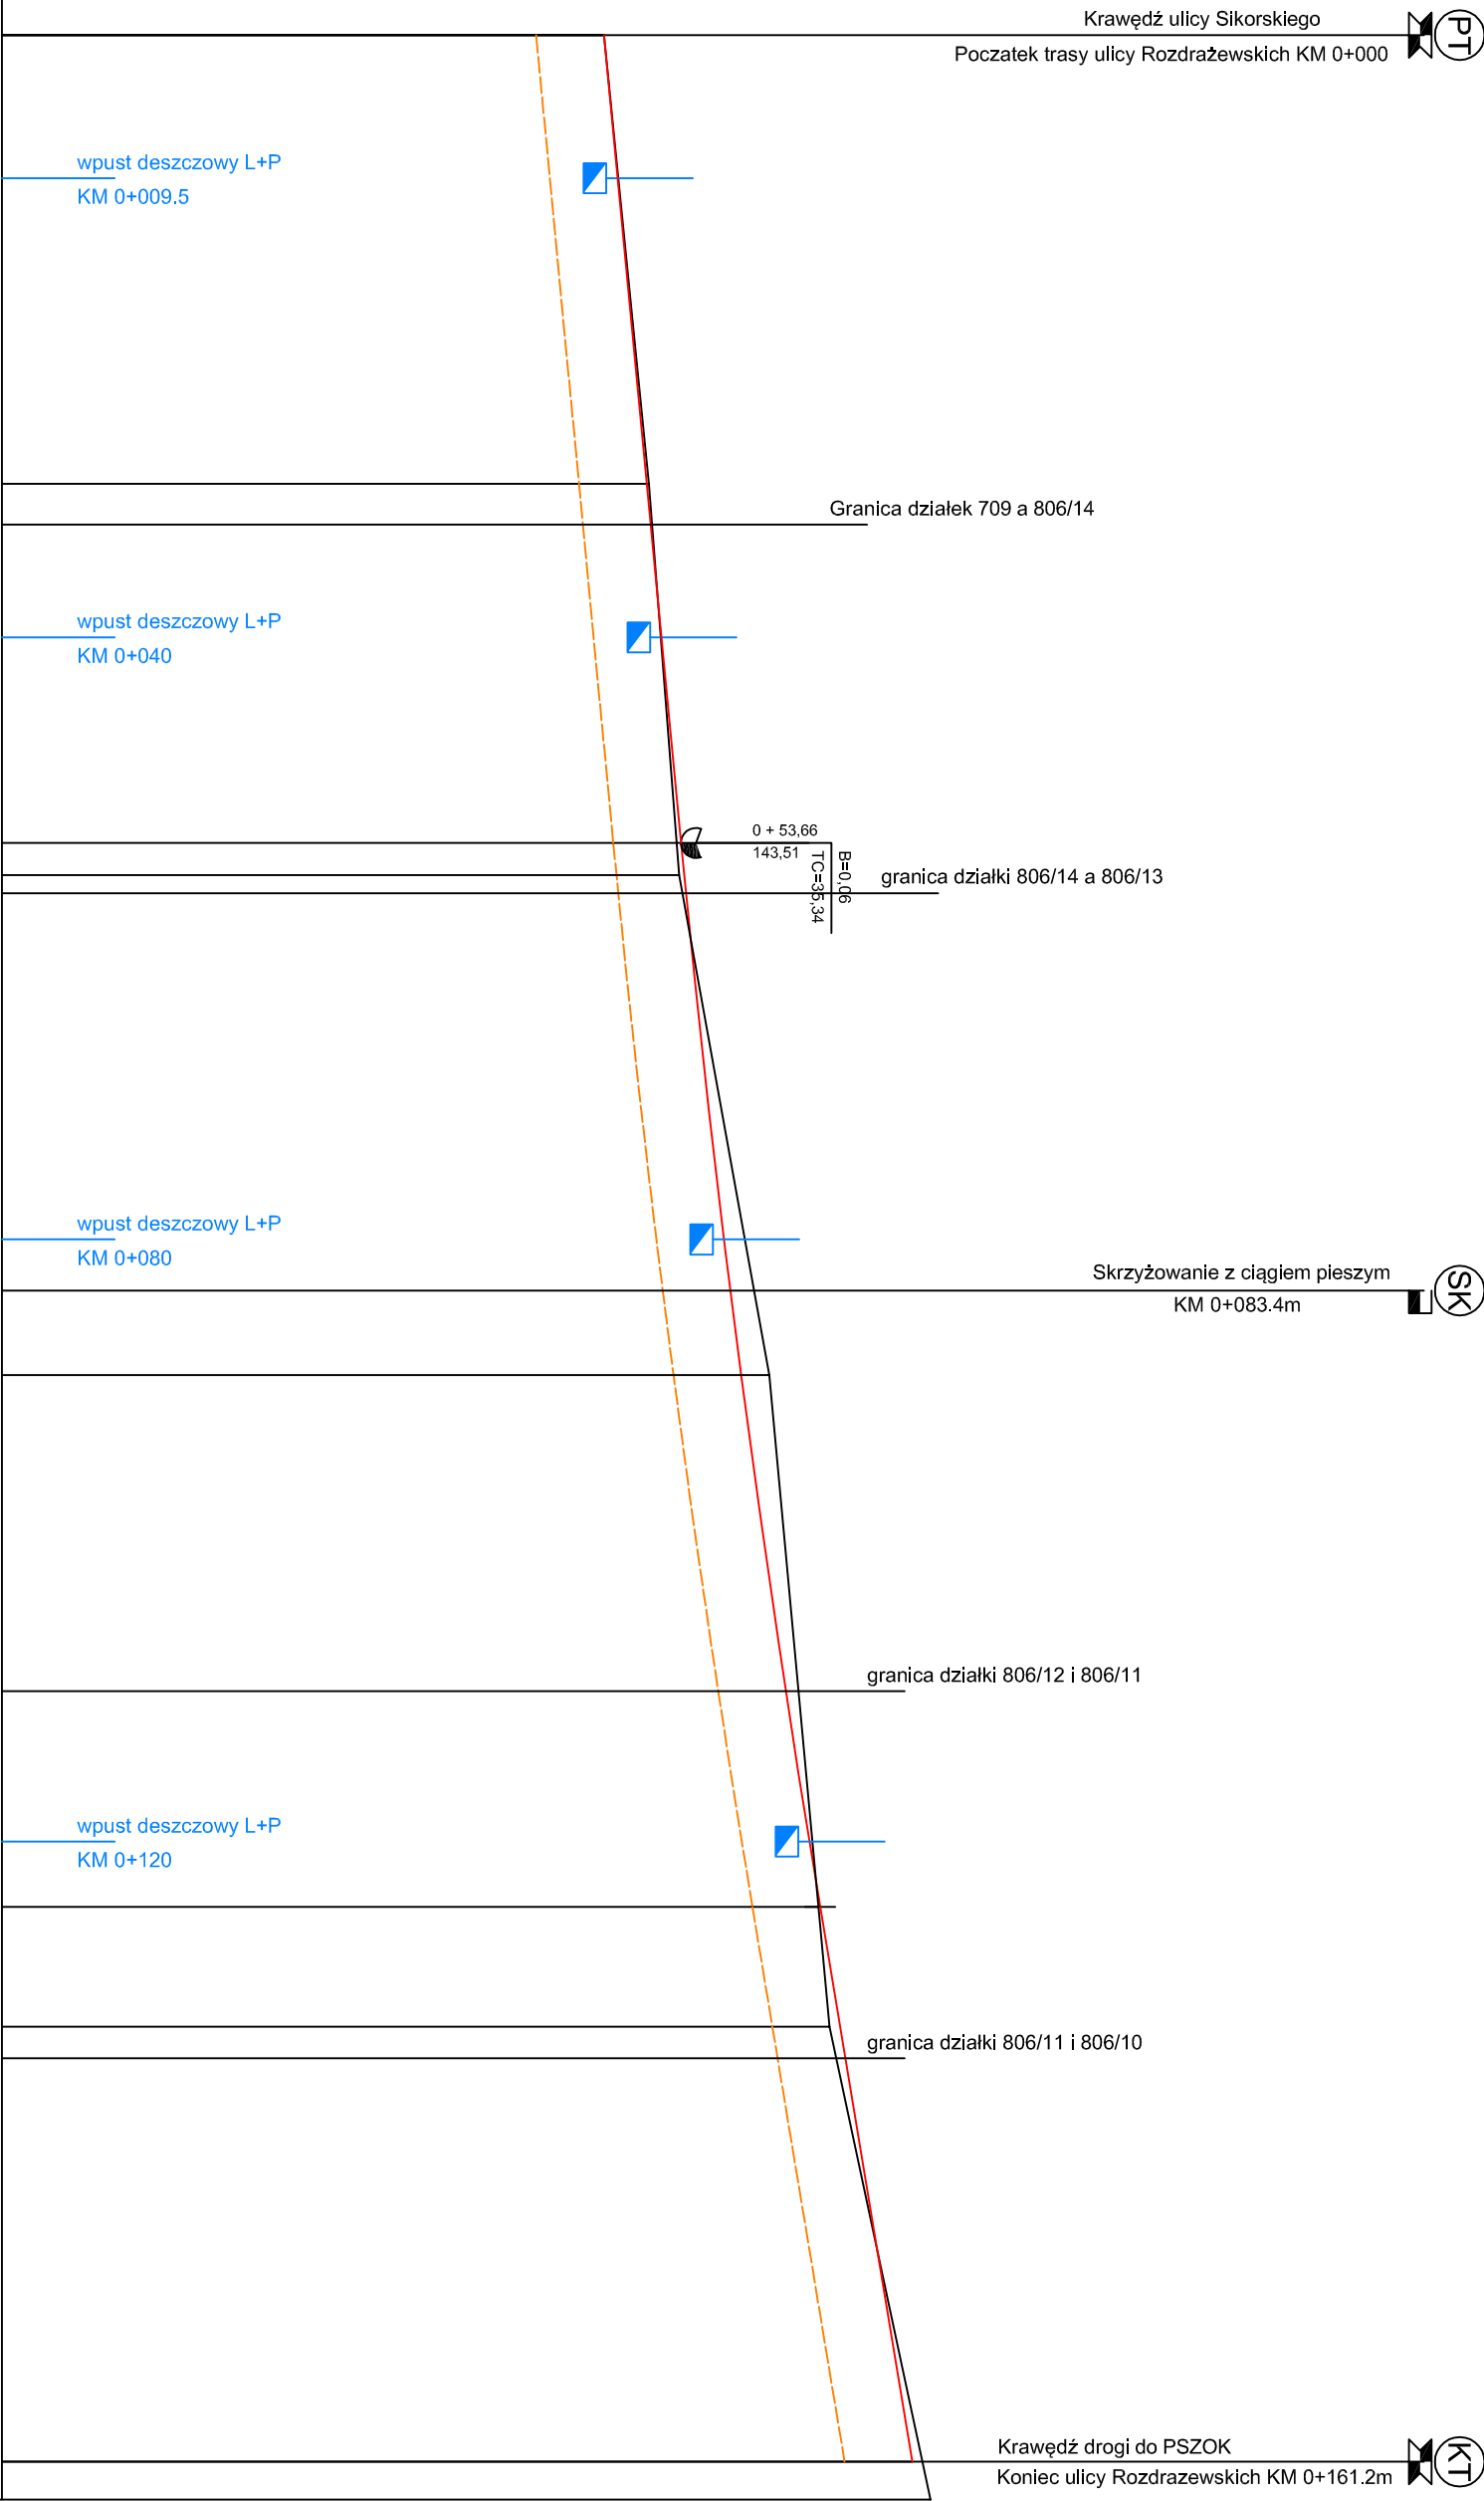 Krawędź ulicy Sikorskiego
PT
Poczatek trasy ulicy Rozdrażewskich KM 0+000
wpust deszczowy L+P
KM 0+009.5
Granica działek 709 a 806/14
wpust deszczowy L+P
KM 0+040
0 + 53,66
143,51
B=0,06
TC=35,34
granica działki 806/14 a 806/13
wpust deszczowy L+P
KM 0+080
Skrzyżowanie z ciągiem pieszym
SK
KM 0+083.4m
granica działki 806/12 i 806/11
wpust deszczowy L+P
KM 0+120
granica działki 806/11 i 806/10
Krawędź drogi do PSZOK
KT
Koniec ulicy Rozdrazewskich KM 0+161.2m